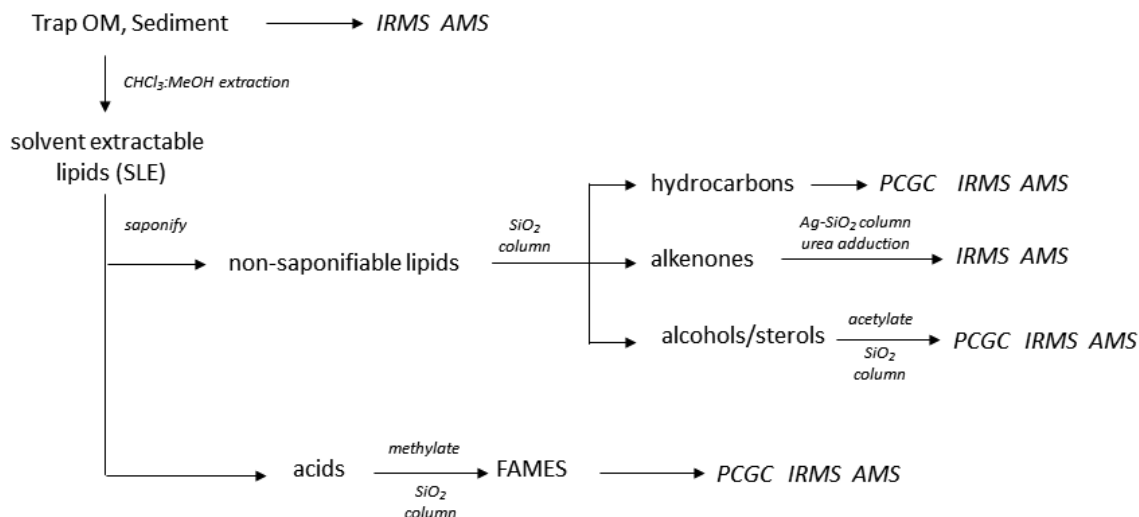 Trap OM, Sediment
IRMS AMS
CHCl₃:MeOH extraction
solvent extractable
lipids (SLE)
saponify
non-saponifiable lipids
SiO₂
column
hydrocarbons
PCGC IRMS AMS
alkenones
Ag-SiO₂ column
urea adduction
IRMS AMS
alcohols/sterols
acetylate
SiO₂
column
PCGC IRMS AMS
acids
methylate
SiO₂
column
FAMES
PCGC IRMS AMS